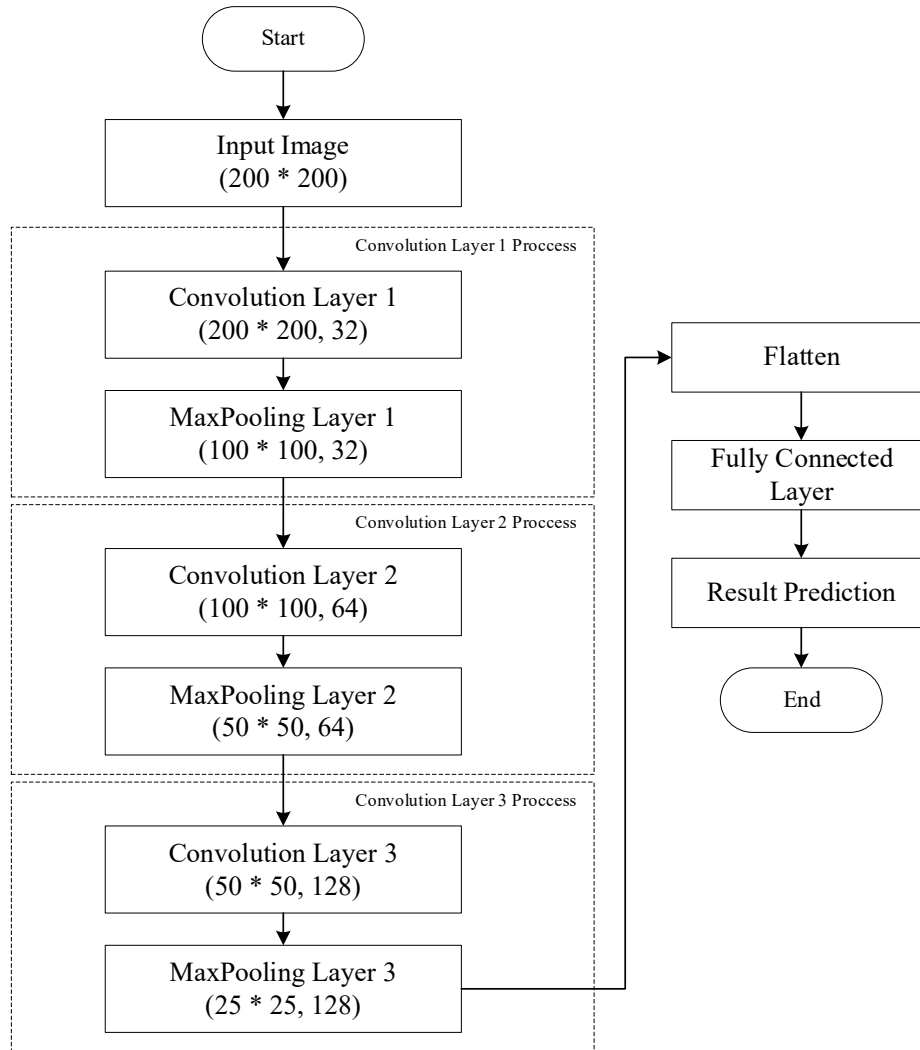 Start
Input Image
(200 * 200)
Convolution Layer 1 Proccess
Convolution Layer 1
(200 * 200, 32)
MaxPooling Layer 1
(100 * 100, 32)
Convolution Layer 2 Proccess
Convolution Layer 2
(100 * 100, 64)
MaxPooling Layer 2
(50 * 50, 64)
Convolution Layer 3 Proccess
Convolution Layer 3
(50 * 50, 128)
MaxPooling Layer 3
(25 * 25, 128)
Flatten
Fully Connected
Layer
Result Prediction
End